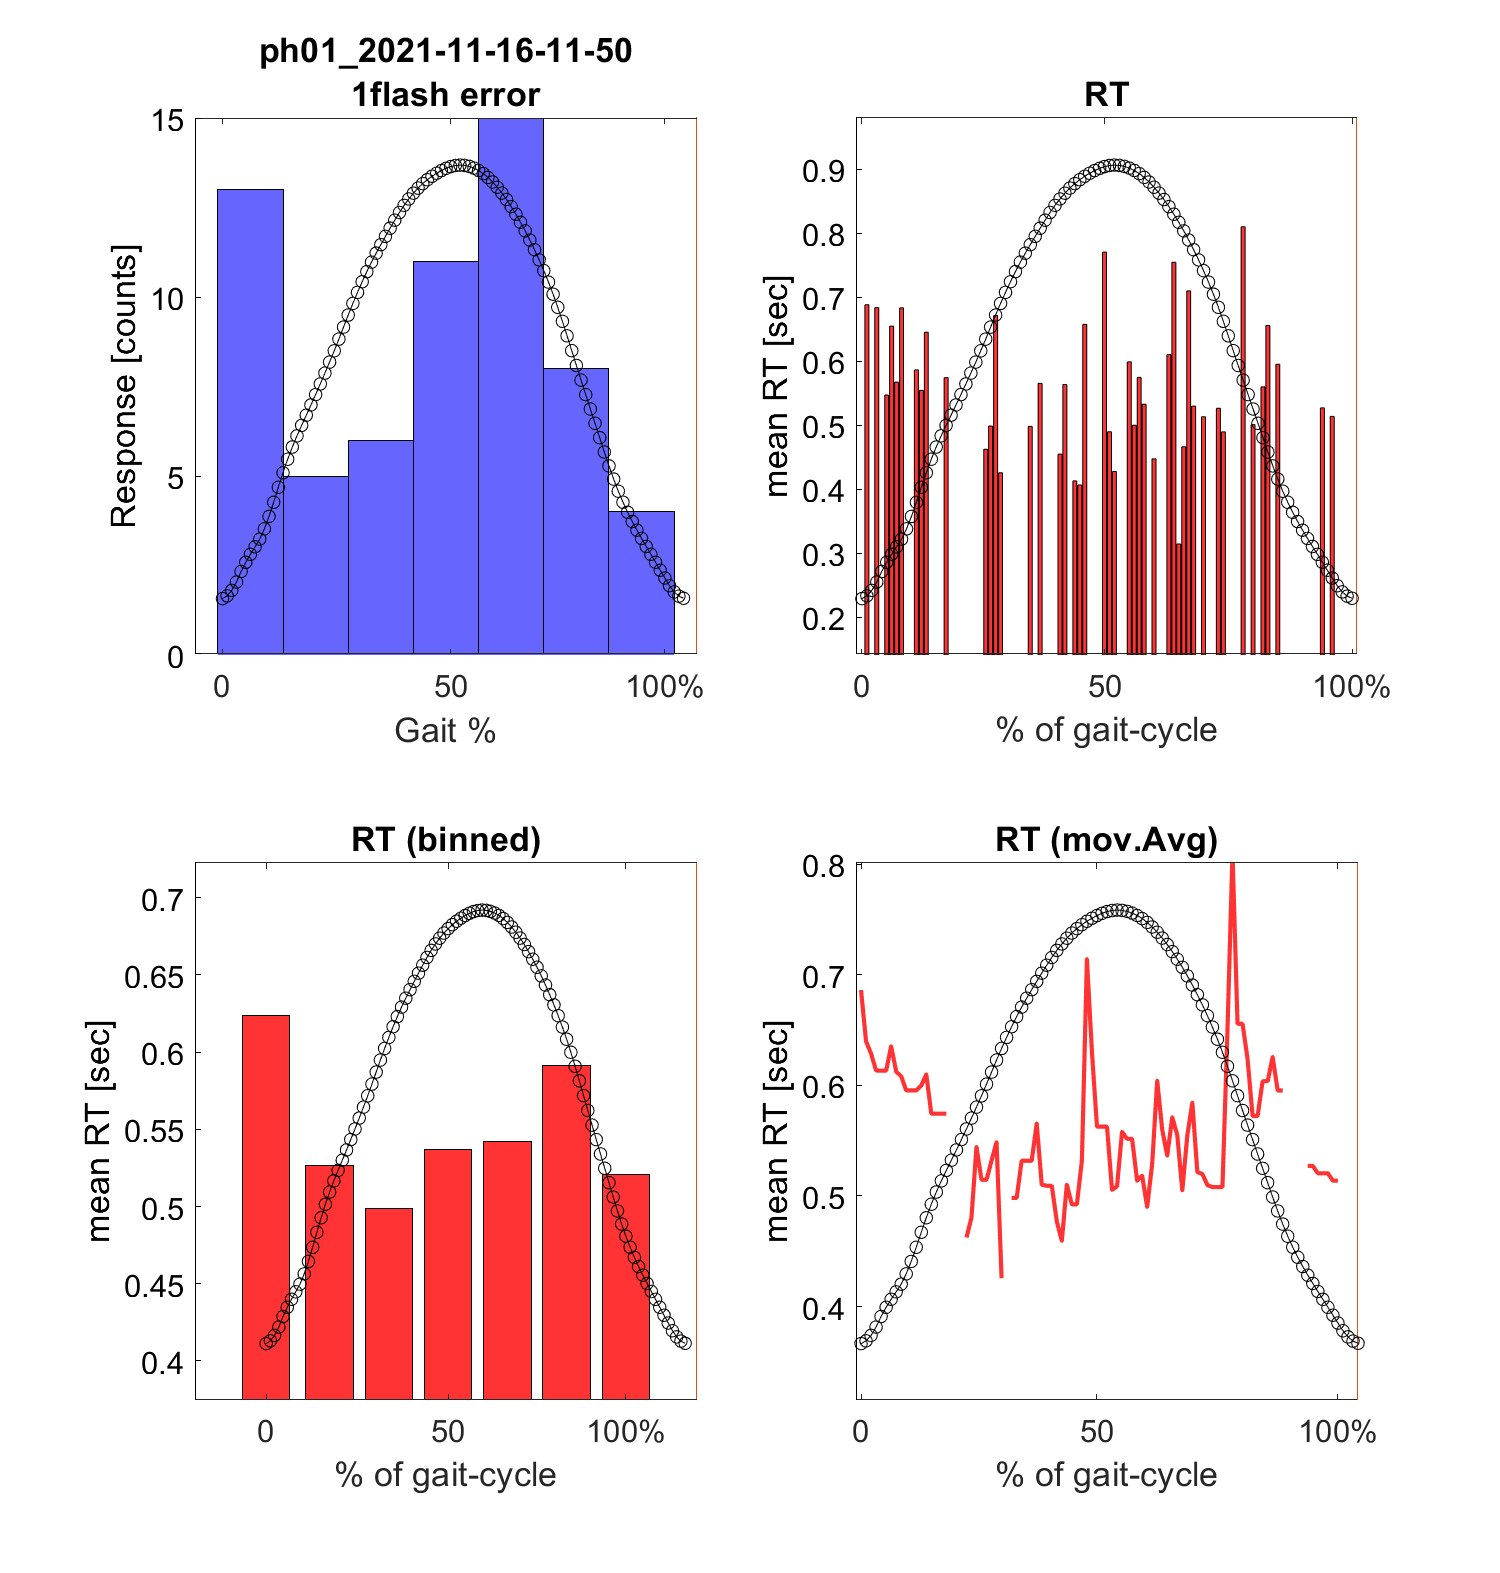 ph01_2021-11-16-11-50
1flash error
15
10
5
0
Response [counts]
0 50 100%
Gait %
RT
0.9
0.8
0.7
0.6
0.5
0.4
0.3
0.2
mean RT [sec]
0 50 100%
% of gait-cycle
RT (binned)
0.7
0.65
0.6
0.55
0.5
0.45
0.4
mean RT [sec]
0 50 100%
% of gait-cycle
RT (mov.Avg)
0.8
0.7
0.6
0.5
0.4
mean RT [sec]
0 50 100%
% of gait-cycle